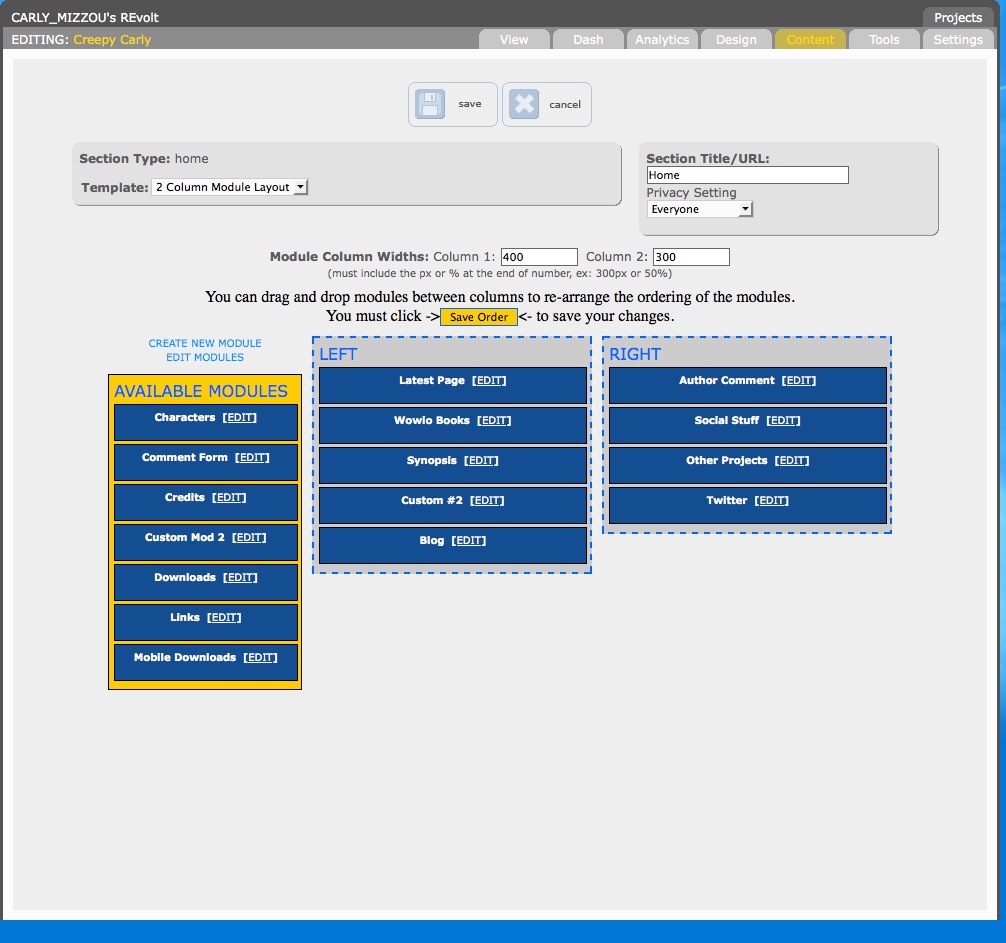 CARLY_MIZZOU's REvolt
Projects
EDITING: Creepy Carly
View Dash Analytics Design Content Tools Settings
save cancel
Section Type: home
Template: 2 Column Module Layout
Section Title/URL:
Home
Privacy Setting
Everyone
Module Column Widths: Column 1: 400 Column 2: 300
(must include the px or % at the end of number, ex: 300px or 50%)
You can drag and drop modules between columns to re-arrange the ordering of the modules.
You must click -> Save Order <- to save your changes.
CREATE NEW MODULE
EDIT MODULES
AVAILABLE MODULES
Characters [EDIT]
Comment Form [EDIT]
Credits [EDIT]
Custom Mod 2 [EDIT]
Downloads [EDIT]
Links [EDIT]
Mobile Downloads [EDIT]
LEFT
Latest Page [EDIT]
Wowio Books [EDIT]
Synopsis [EDIT]
Custom #2 [EDIT]
Blog [EDIT]
RIGHT
Author Comment [EDIT]
Social Stuff [EDIT]
Other Projects [EDIT]
Twitter [EDIT]